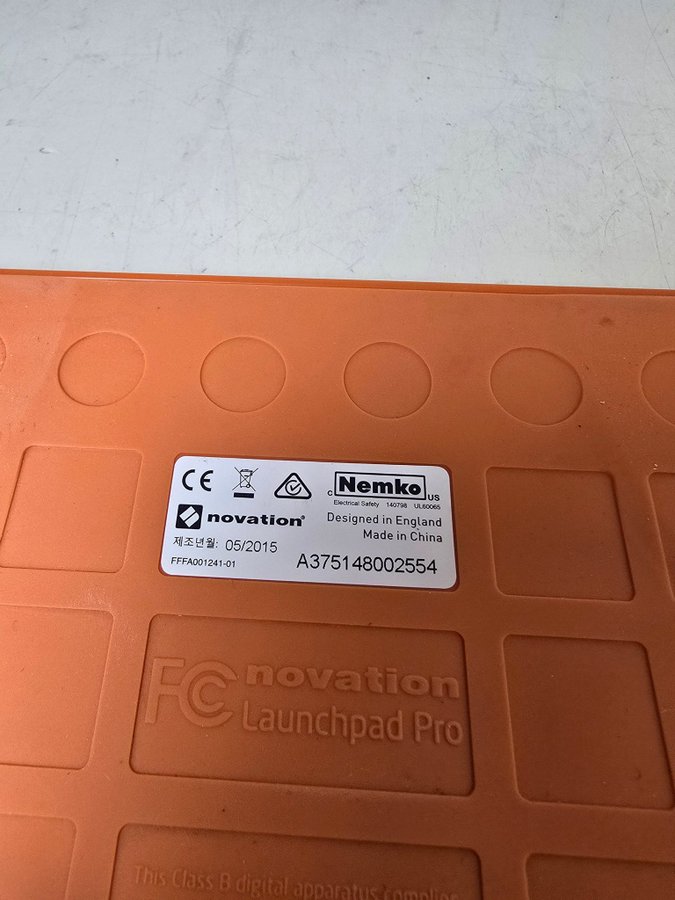 CE
c Nemko US
Electrical Safety 140798 UL60065
novation®
Designed in England
Made in China
제조년월: 05/2015
FFFA001241-01
A375148002554
FC novation
Launchpad Pro
This Class B digital apparatus complies